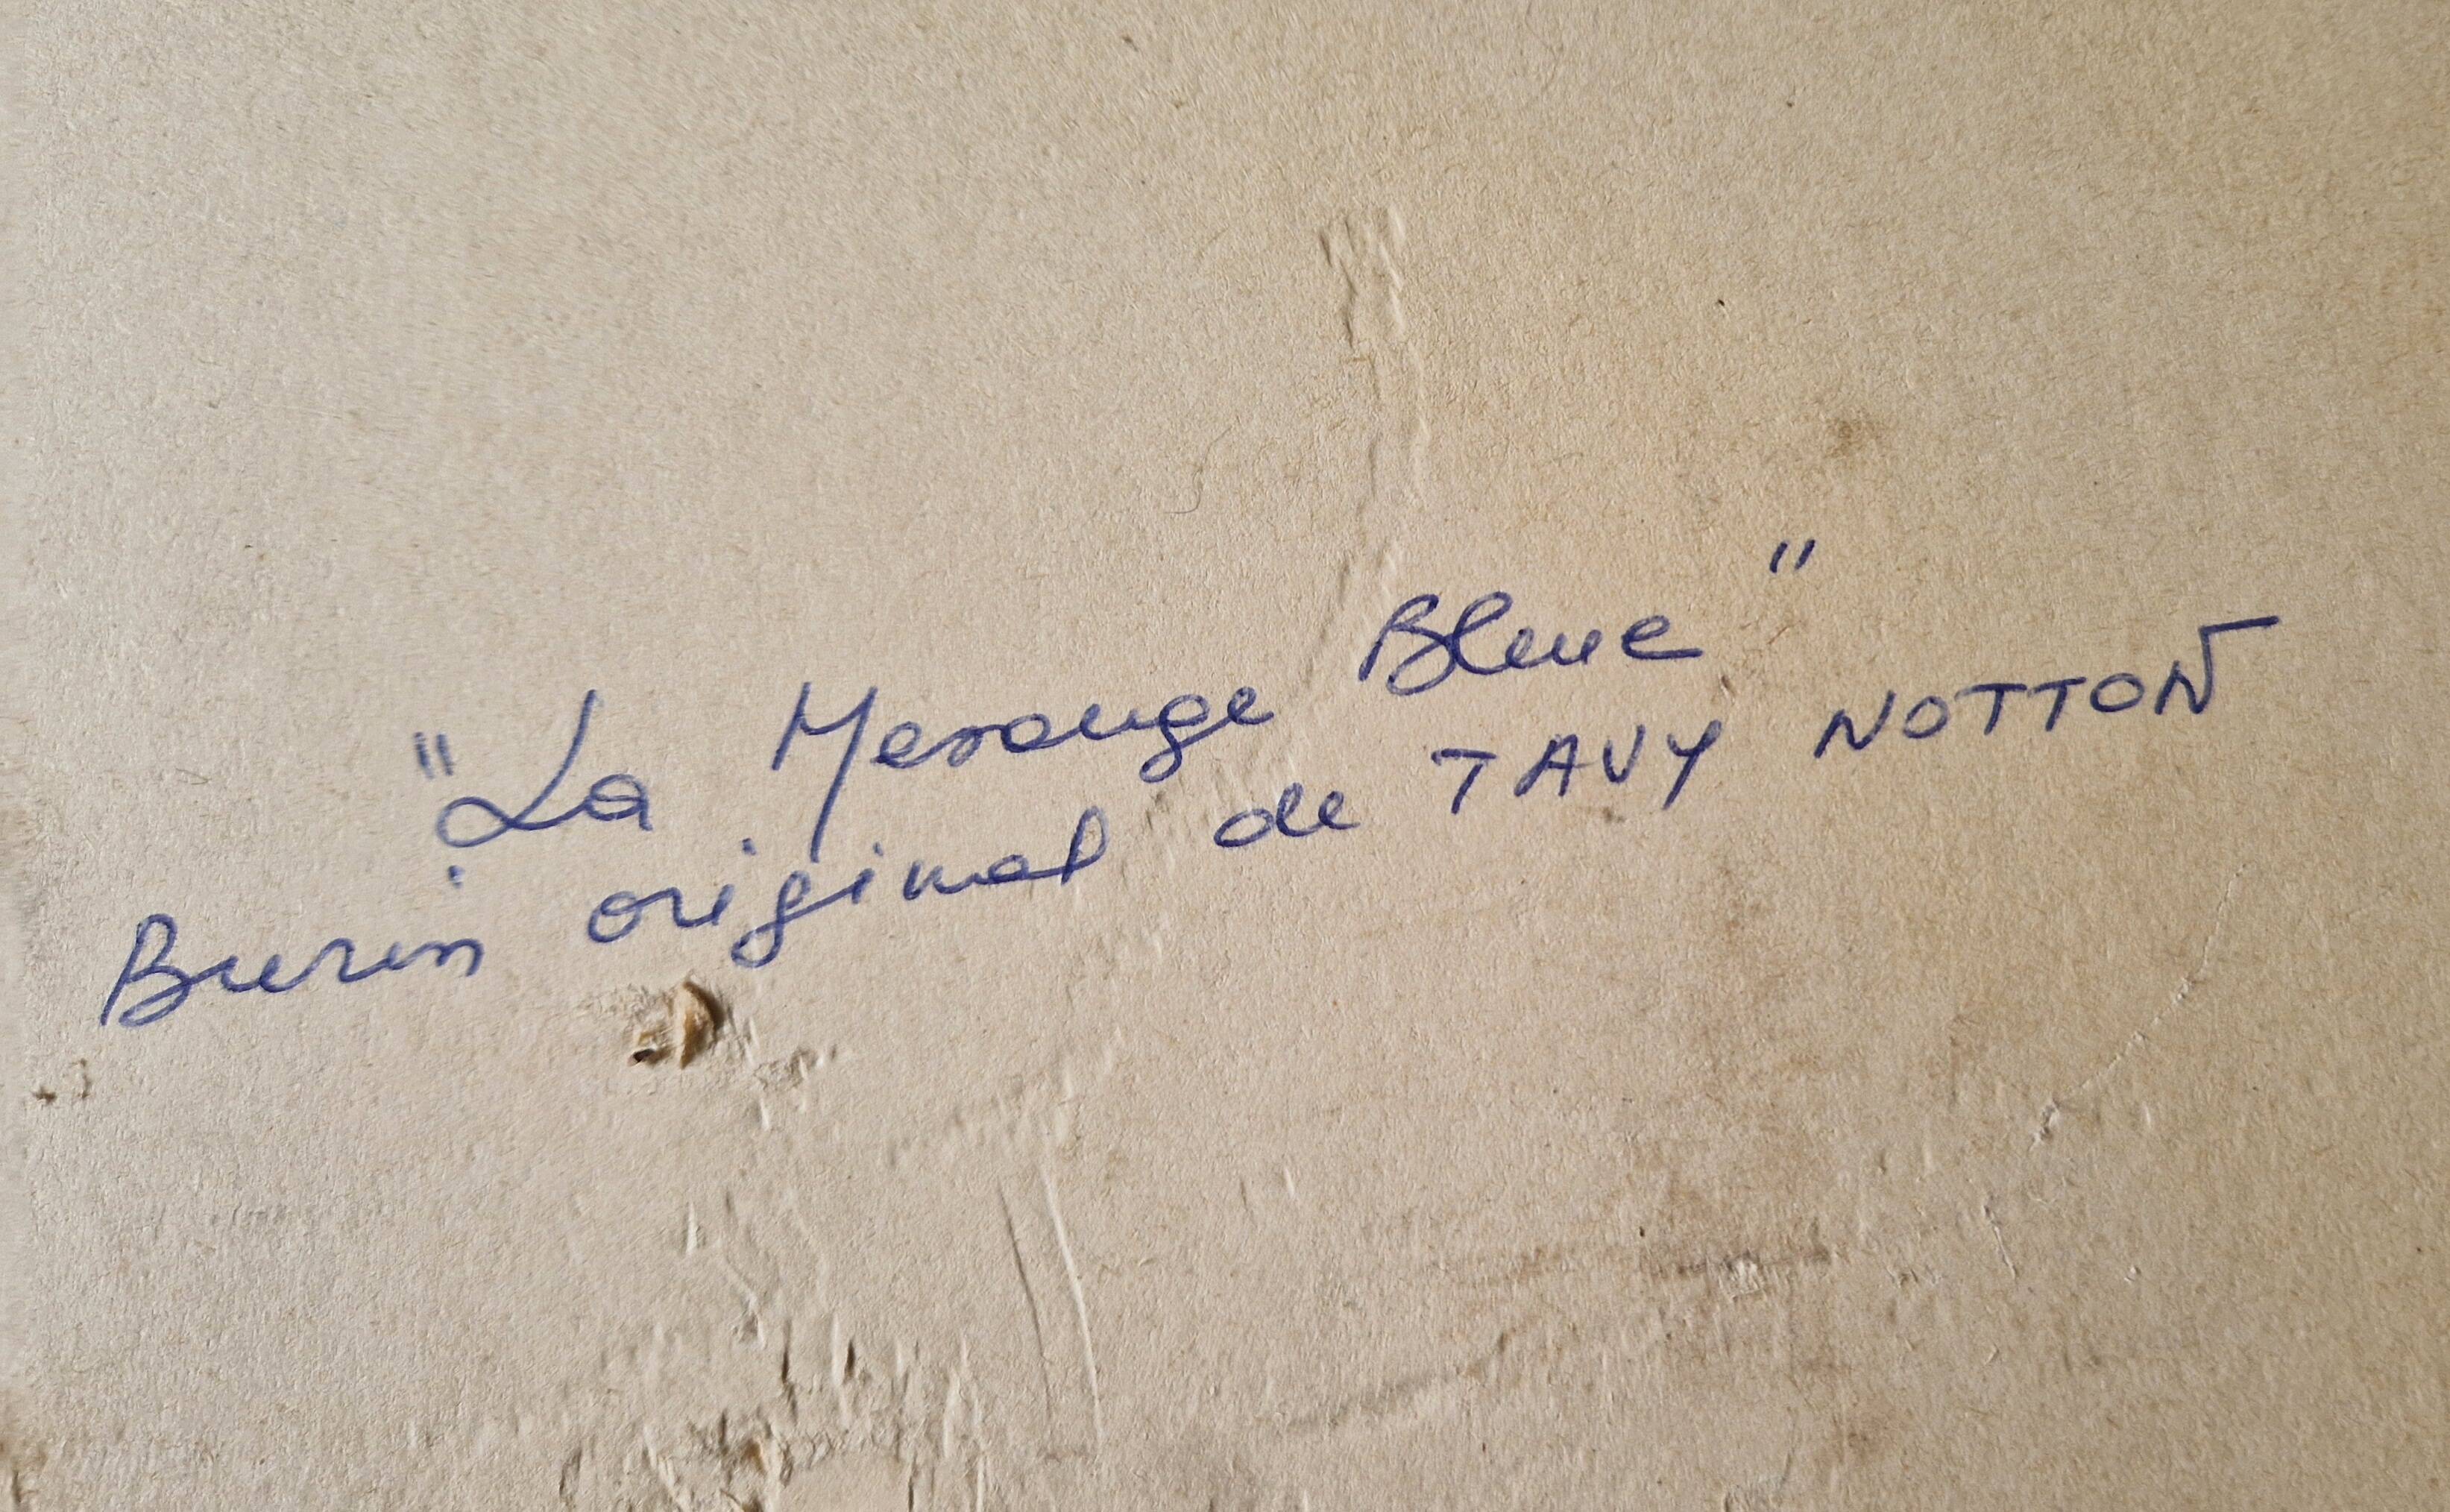 "La Mesange Bleue"
Burin original de TAVY NOTTON